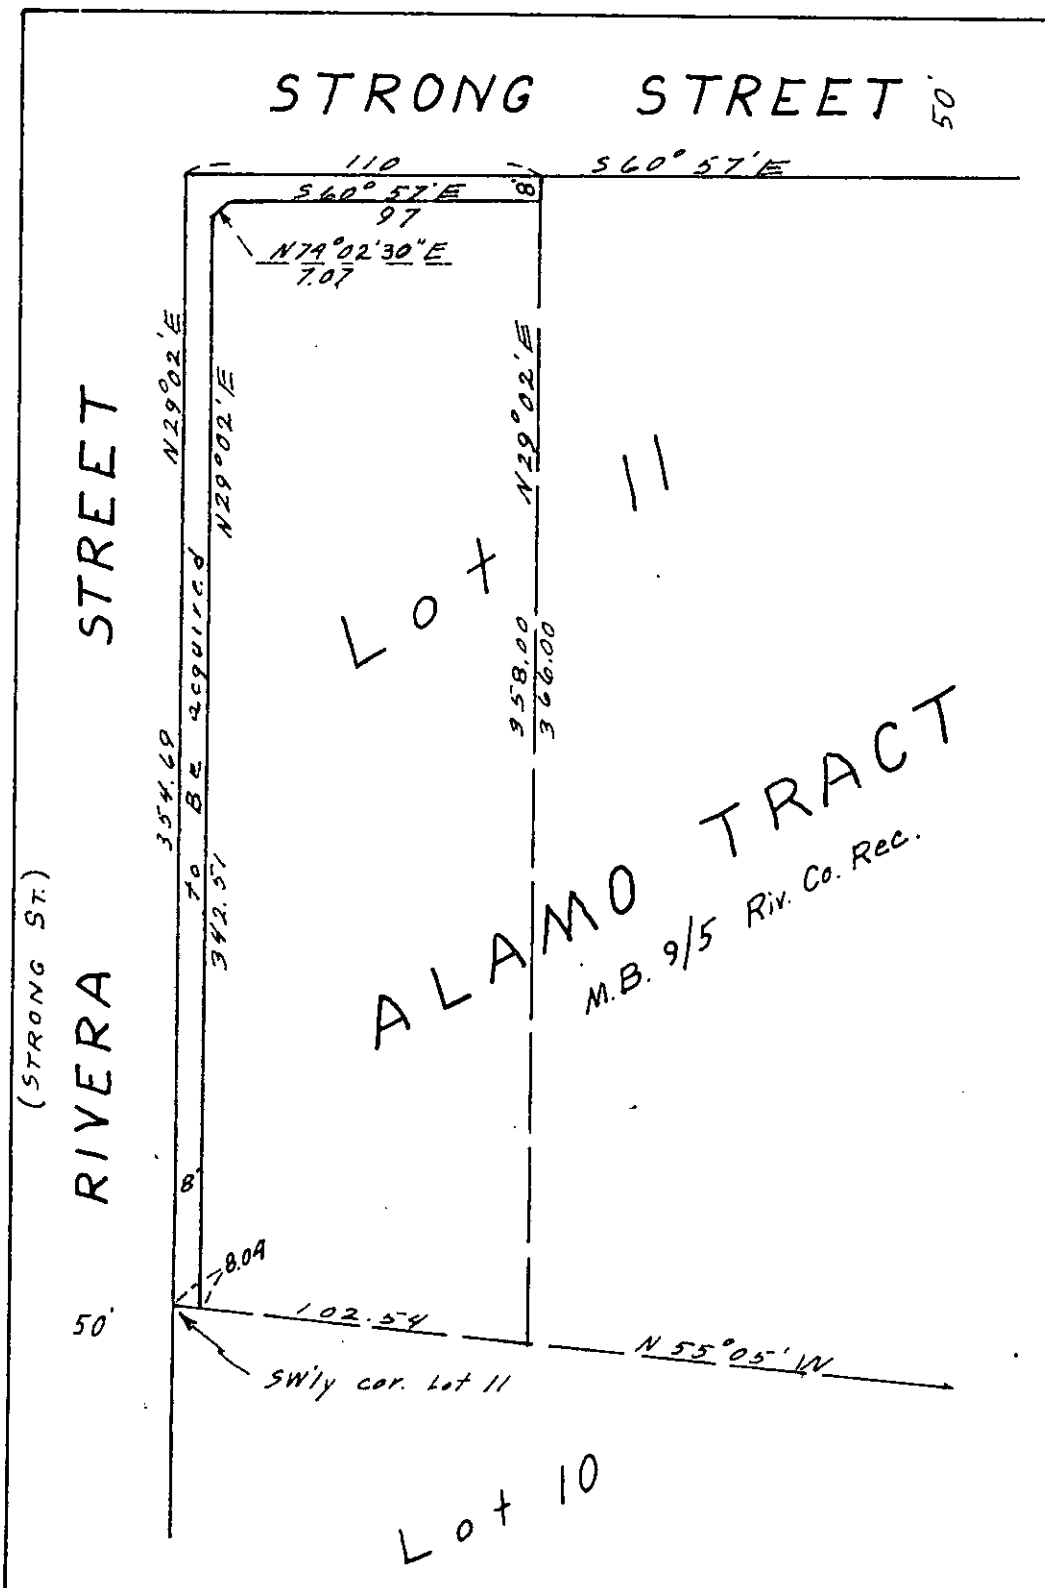 STRONG STREET 50'
110
S60° 57'E
S60° 57'E
8'
97
N74°02'30"E
7.07
N29°02'E
N29°02'E
N29°02'E
STREET
Lot 11
to Be acquired
358.00
366.00
354.69
342.51
ALAMO TRACT
M.B. 9/5 Riv. Co. Rec.
(STRONG ST.)
RIVERA
8'
8.04
50'
102.54
N 55°05'W
SW'ly cor. Lot 11
Lot 10